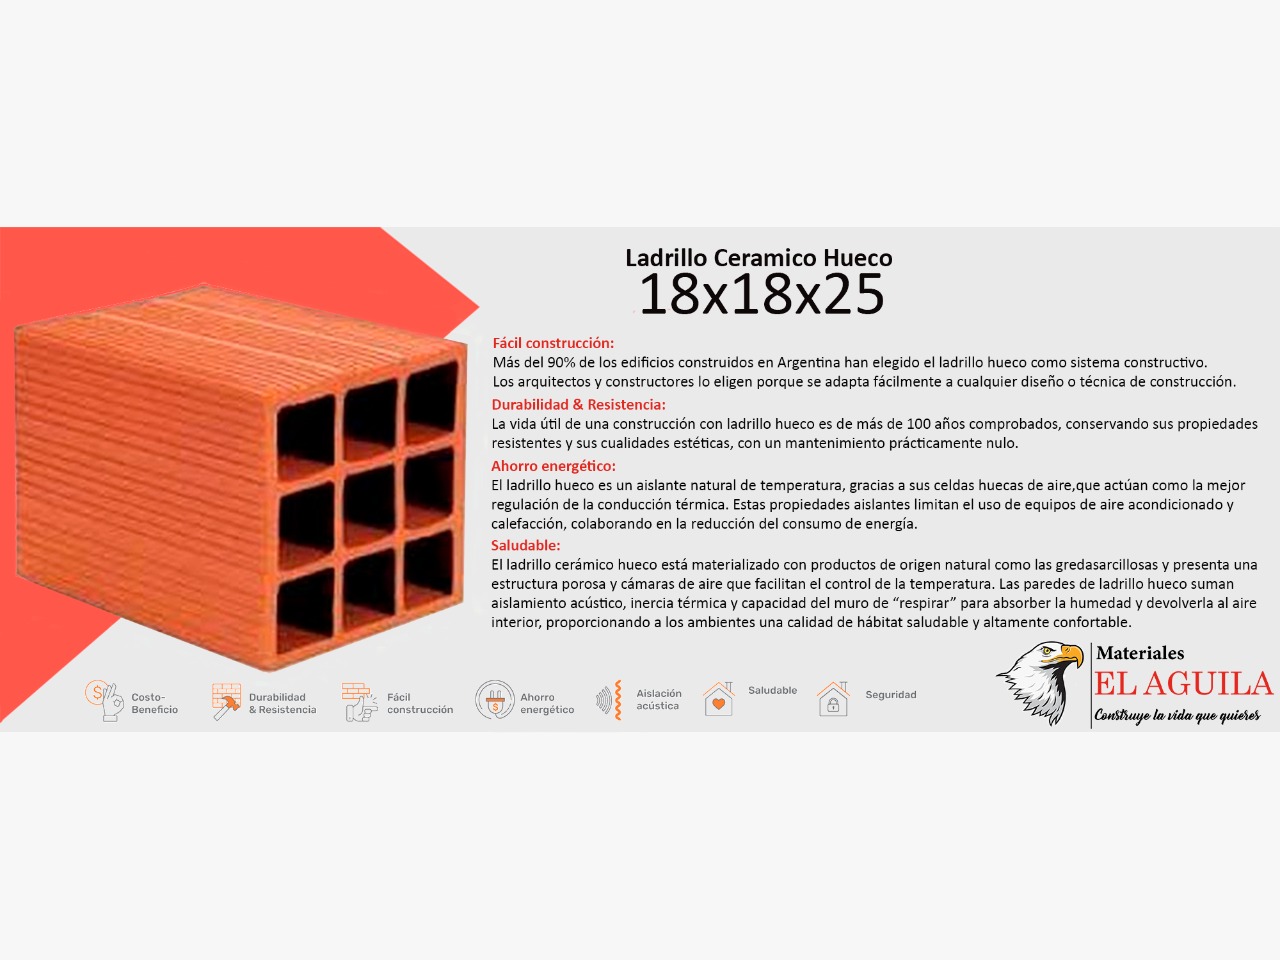 Ladrillo Ceramico Hueco
18x18x25
Fácil construcción:
Más del 90% de los edificios construidos en Argentina han elegido el ladrillo hueco como sistema constructivo.
Los arquitectos y constructores lo eligen porque se adapta fácilmente a cualquier diseño o técnica de construcción.
Durabilidad & Resistencia:
La vida útil de una construcción con ladrillo hueco es de más de 100 años comprobados, conservando sus propiedades
resistentes y sus cualidades estéticas, con un mantenimiento prácticamente nulo.
Ahorro energético:
El ladrillo hueco es un aislante natural de temperatura, gracias a sus celdas huecas de aire,que actúan como la mejor
regulación de la conducción térmica. Estas propiedades aislantes limitan el uso de equipos de aire acondicionado y
calefacción, colaborando en la reducción del consumo de energía.
Saludable:
El ladrillo cerámico hueco está materializado con productos de origen natural como las gredasarcillosas y presenta una
estructura porosa y cámaras de aire que facilitan el control de la temperatura. Las paredes de ladrillo hueco suman
aislamiento acústico, inercia térmica y capacidad del muro de “respirar” para absorber la humedad y devolverla al aire
interior, proporcionando a los ambientes una calidad de hábitat saludable y altamente confortable.
Costo-
Beneficio
Durabilidad
& Resistencia
Fácil
construcción
Ahorro
energético
Aislación
acústica
Saludable
Seguridad
Materiales
EL AGUILA
Construye la vida que quieres